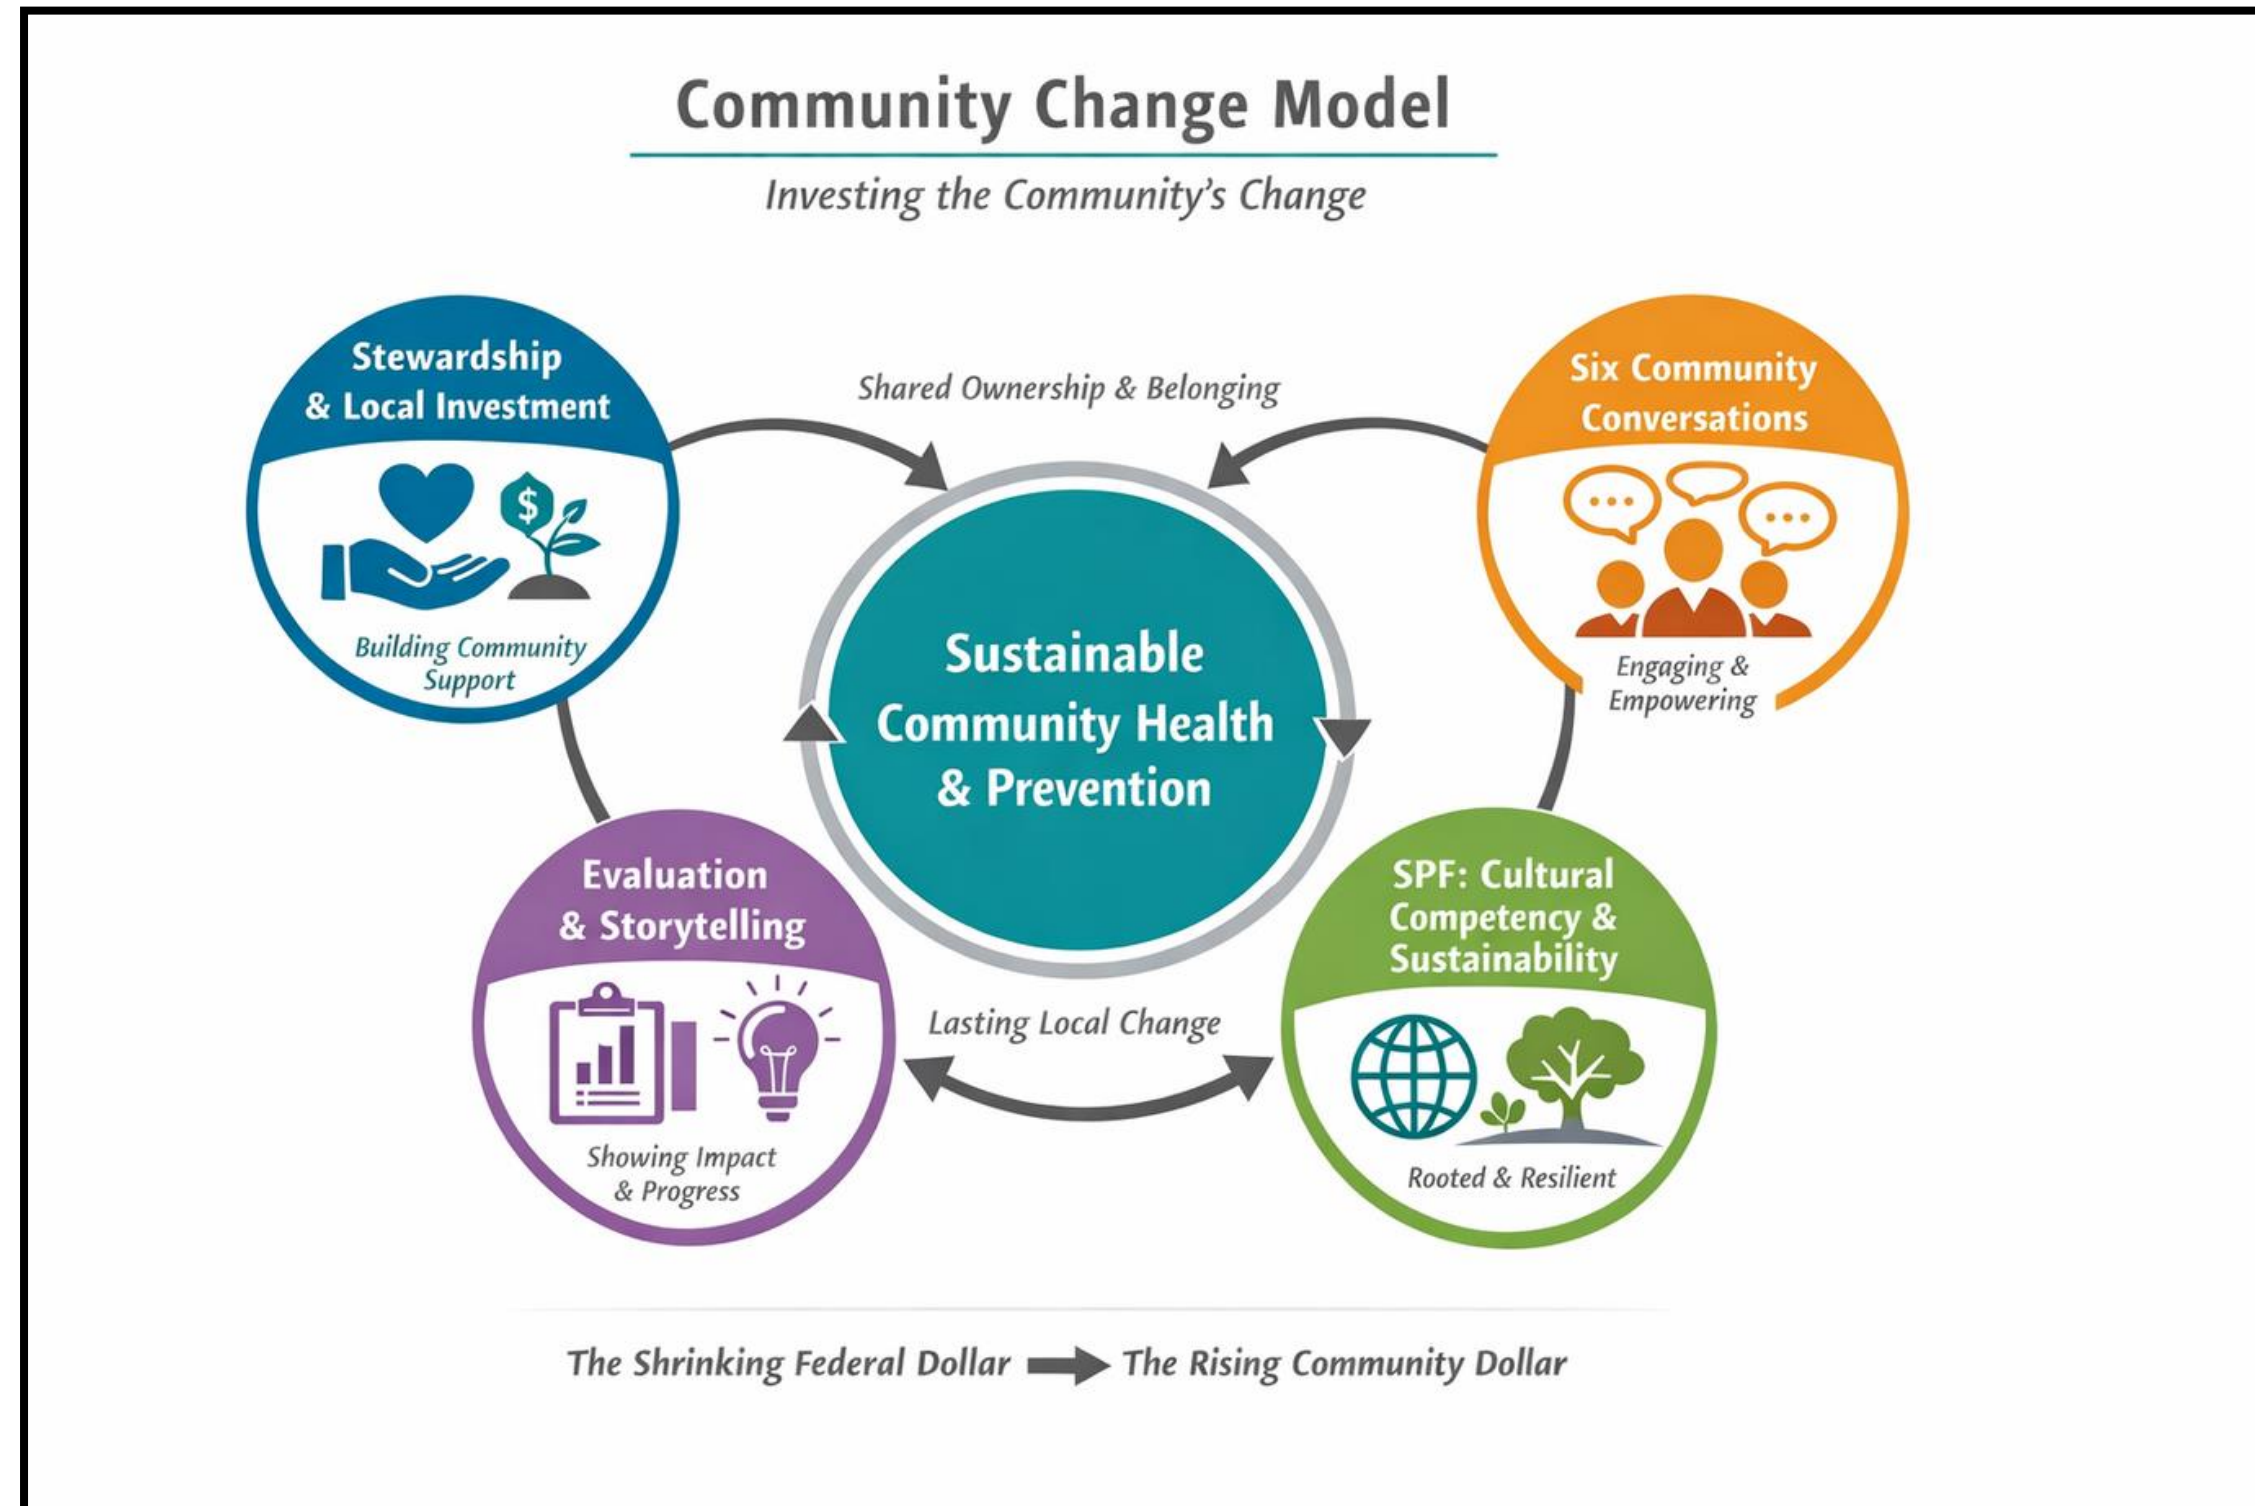 Community Change Model
Investing the Community's Change
Stewardship
& Local Investment
$
Building Community
Support
Shared Ownership & Belonging
Six Community
Conversations
Engaging &
Empowering
Sustainable
Community Health
& Prevention
Evaluation
& Storytelling
Showing Impact
& Progress
Lasting Local Change
SPF: Cultural
Competency &
Sustainability
Rooted & Resilient
The Shrinking Federal Dollar The Rising Community Dollar